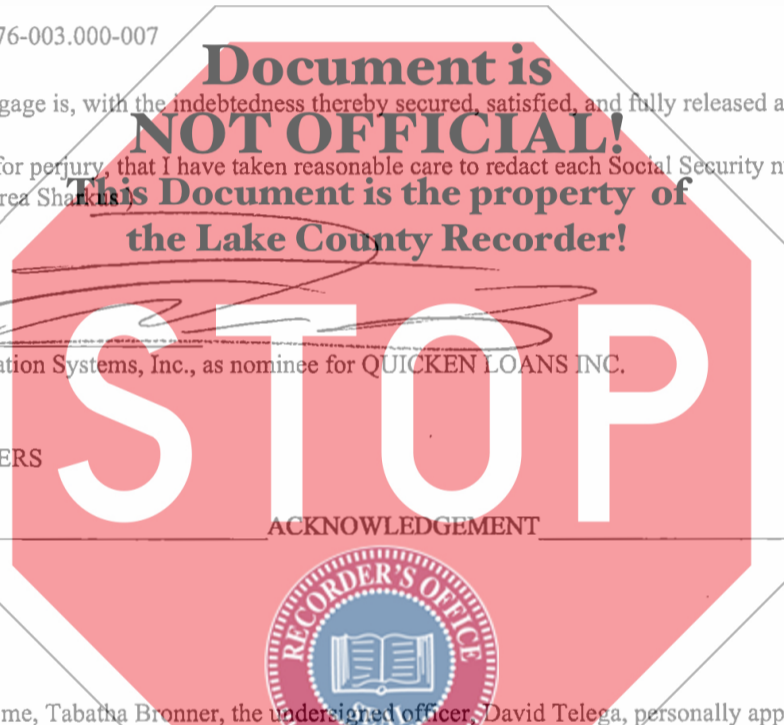 76-003.000-007
Document is
gage is, with the indebtedness thereby secured, satisfied, and fully released a
NOT OFFICIAL!
for perjury, that I have taken reasonable care to redact each Social Security n
rea Sharkus)
This Document is the property of
the Lake County Recorder!
ation Systems, Inc., as nominee for QUICKEN LOANS INC.
STOP
ERS
ACKNOWLEDGEMENT
RECORDER'S OFFICE
me, Tabatha Bronner, the undersigned officer, David Telega, personally app